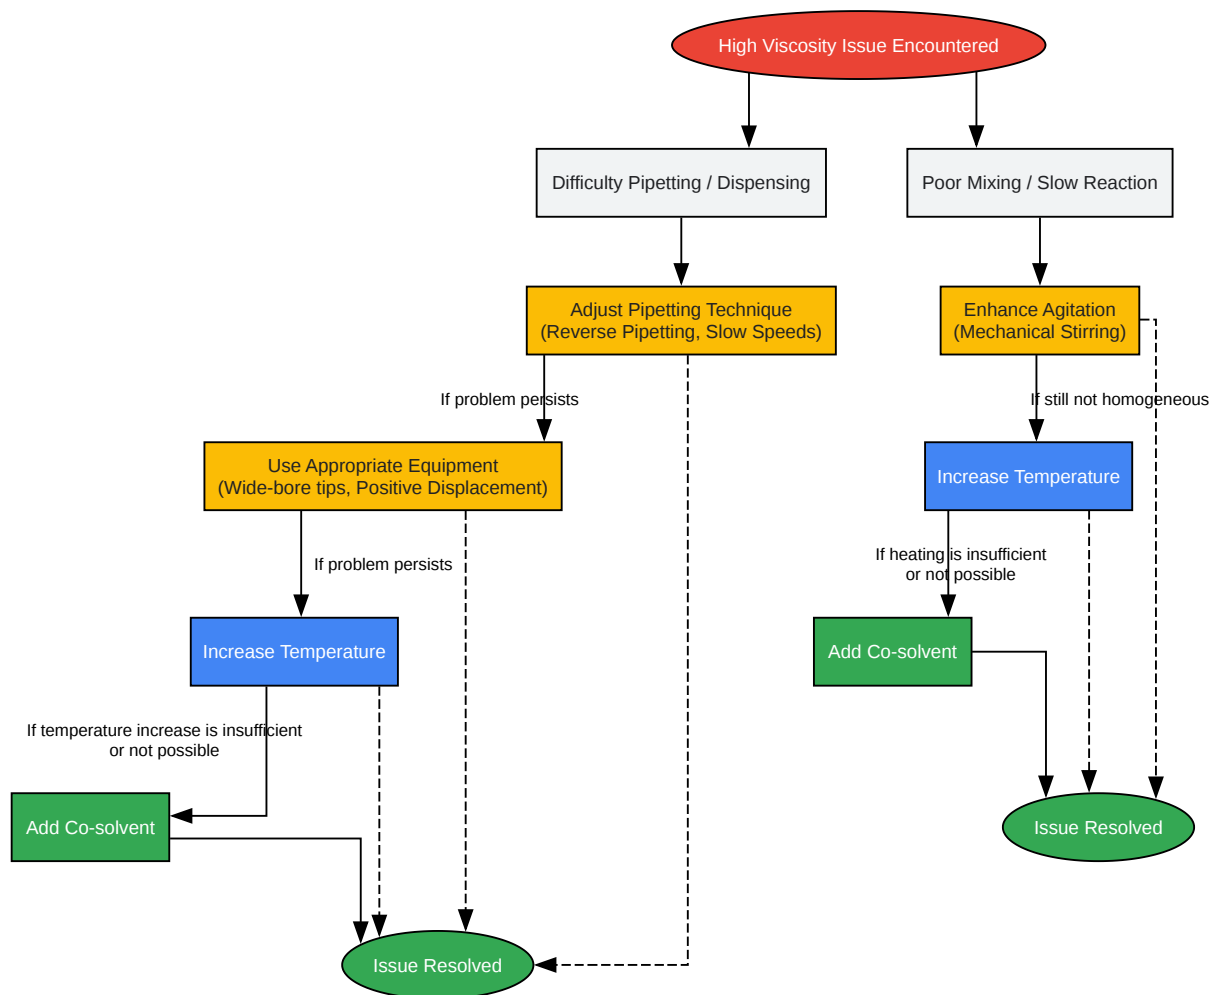 High Viscosity Issue Encountered
Difficulty Pipetting / Dispensing
Poor Mixing / Slow Reaction
Adjust Pipetting Technique
(Reverse Pipetting, Slow Speeds)
Enhance Agitation
(Mechanical Stirring)
If problem persists
If still not homogeneous
Use Appropriate Equipment
(Wide-bore tips, Positive Displacement)
Increase Temperature
If problem persists
If heating is insufficient
or not possible
Increase Temperature
Add Co-solvent
If temperature increase is insufficient
or not possible
Add Co-solvent
Issue Resolved
Issue Resolved